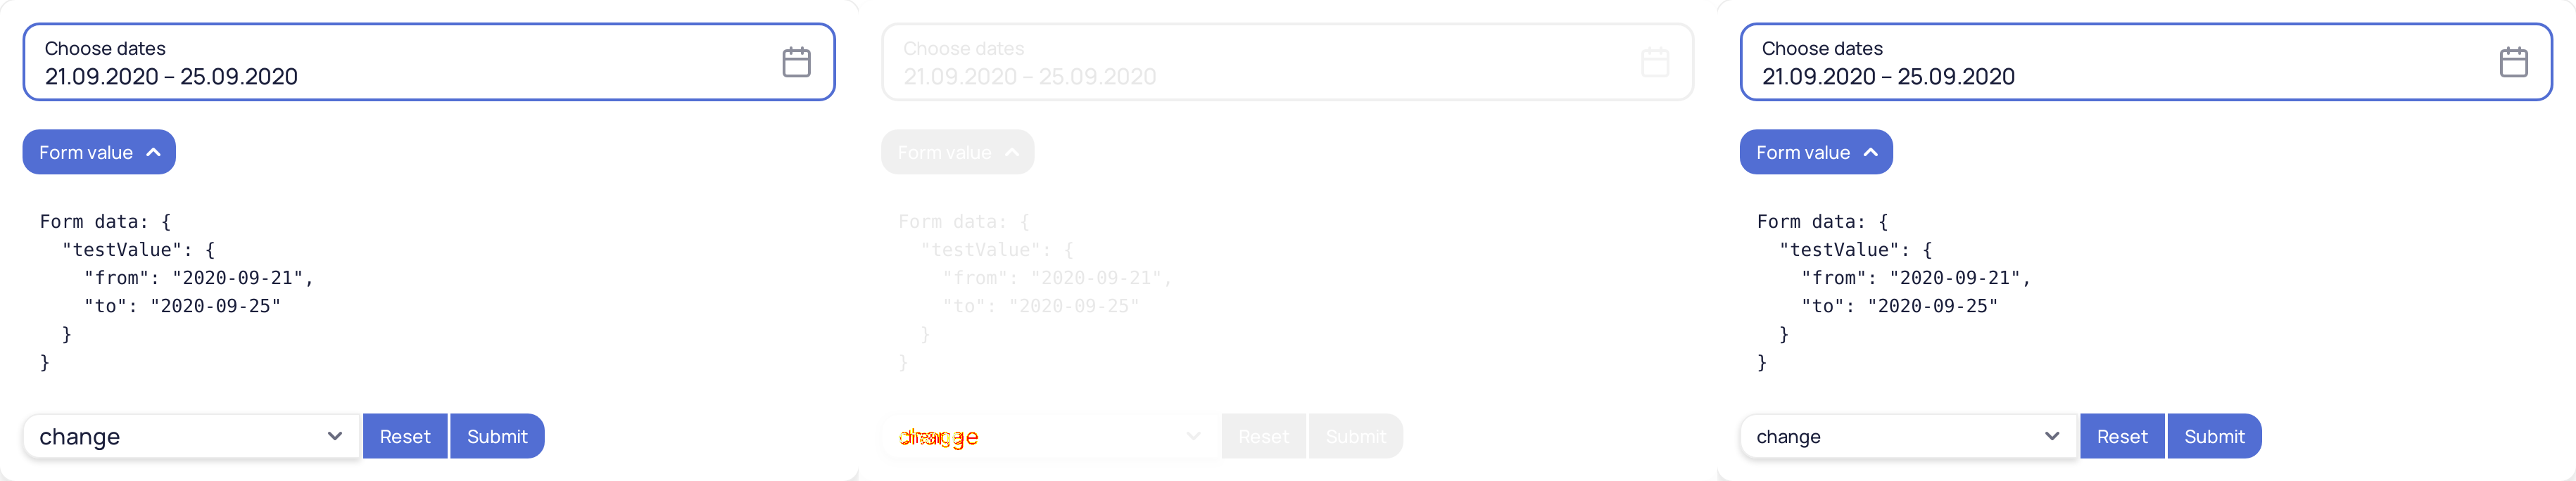 Choose dates
21.09.2020 – 25.09.2020
Form value
Form data: {
  "testValue": {
    "from": "2020-09-21",
    "to": "2020-09-25"
  }
}
change
Reset
Submit
Choose dates
21.09.2020 – 25.09.2020
Form value
Form data: {
  "testValue": {
    "from": "2020-09-21",
    "to": "2020-09-25"
  }
}
change
Reset
Submit
Choose dates
21.09.2020 – 25.09.2020
Form value
Form data: {
  "testValue": {
    "from": "2020-09-21",
    "to": "2020-09-25"
  }
}
change
Reset
Submit